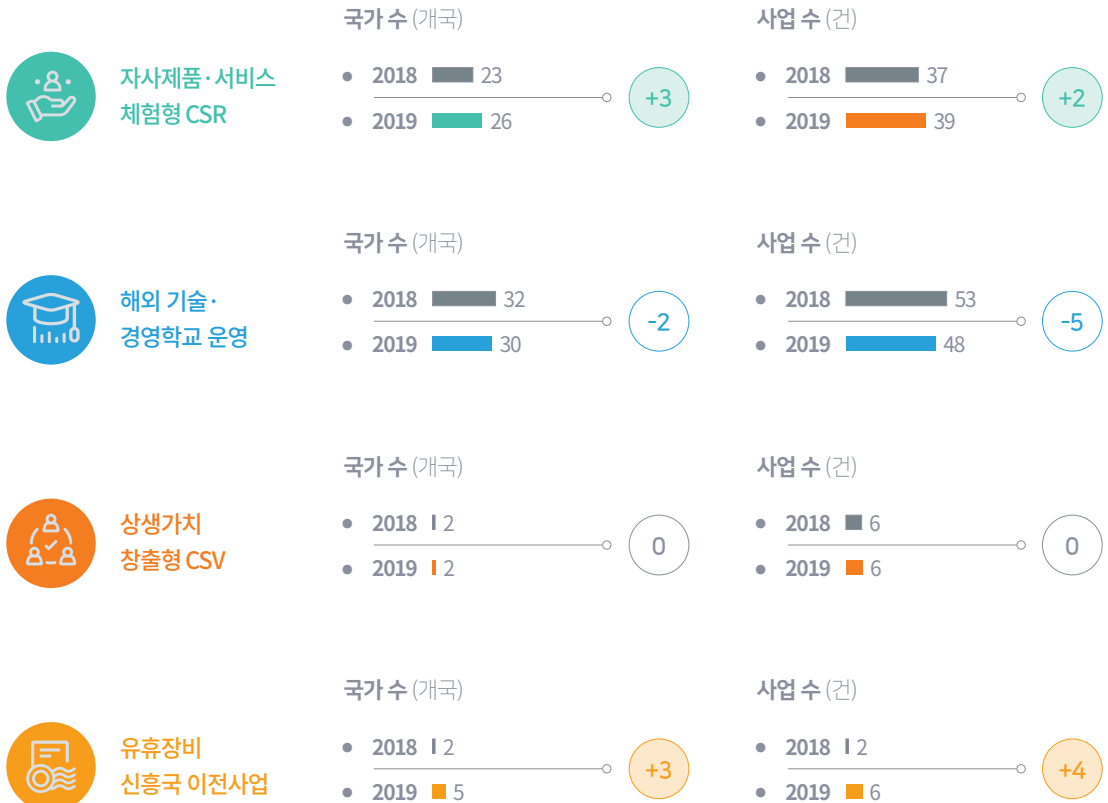 국가 수 (개국)
사업 수 (건)
자사제품·서비스
체험형 CSR
2018 23
2019 26
+3
2018 37
2019 39
+2
국가 수 (개국)
사업 수 (건)
해외 기술·
경영학교 운영
2018 32
2019 30
-2
2018 53
2019 48
-5
국가 수 (개국)
사업 수 (건)
상생가치
창출형 CSV
2018 2
2019 2
0
2018 6
2019 6
0
국가 수 (개국)
사업 수 (건)
유휴장비
신흥국 이전사업
2018 2
2019 5
+3
2018 2
2019 6
+4